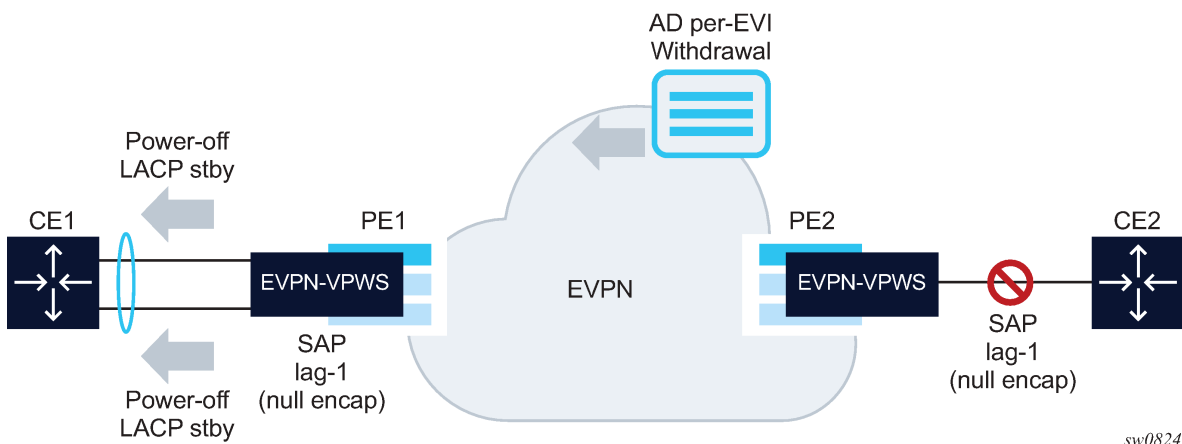 AD per-EVI
Withdrawal
Power-off
LACP stby
CE1
PE1
PE2
CE2
EVPN-VPWS
EVPN
EVPN-VPWS
SAP
lag-1
(null encap)
SAP
lag-1
(null encap)
Power-off
LACP stby
sw0824